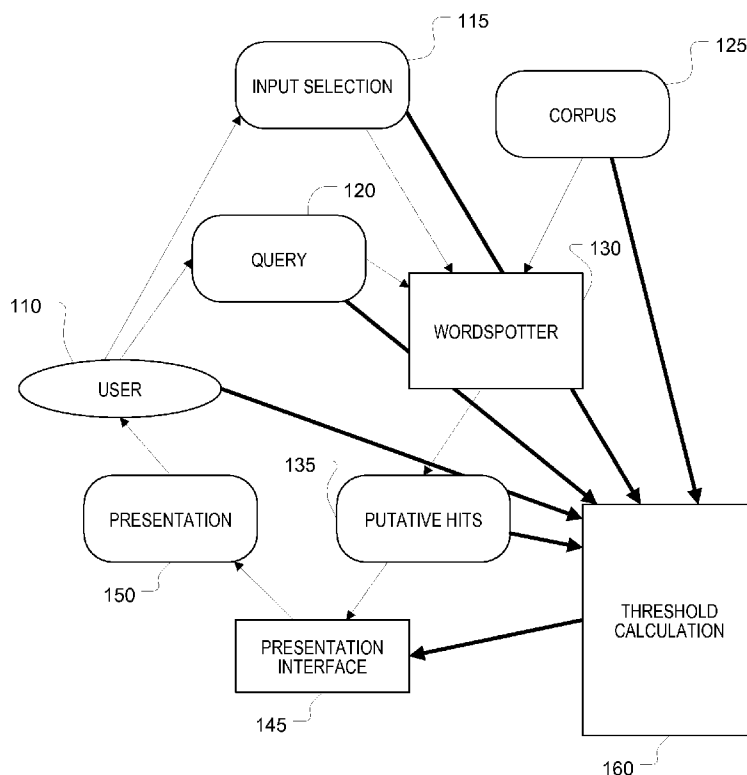 115
INPUT SELECTION
125
CORPUS
120
QUERY
130
WORDSPOTTER
110
USER
135
PUTATIVE HITS
PRESENTATION
150
THRESHOLD
CALCULATION
PRESENTATION
INTERFACE
145
160